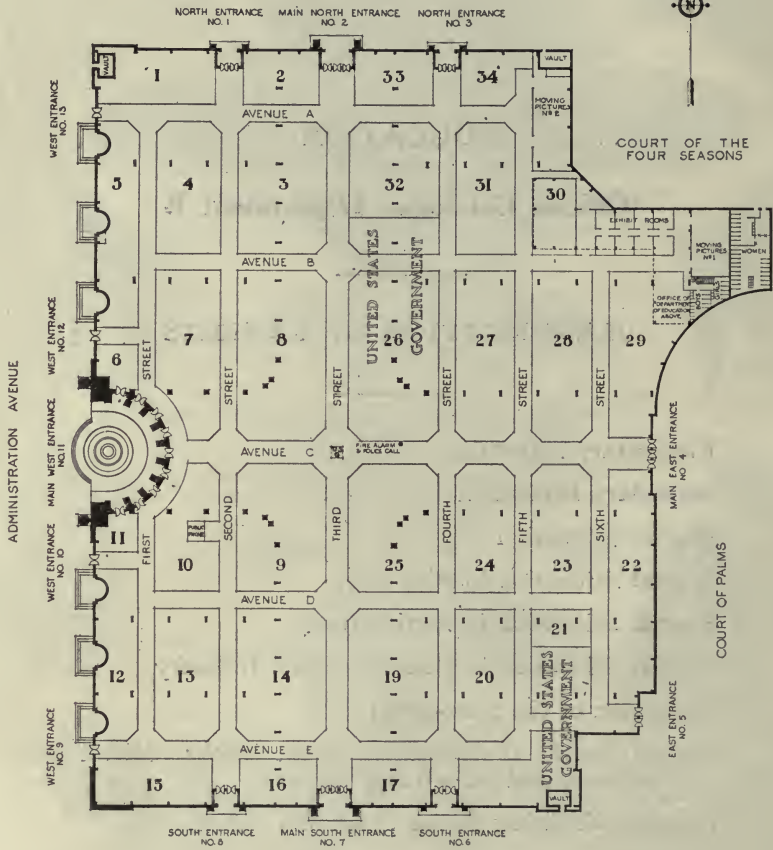 NORTH ENTRANCE
NO. 1
MAIN NORTH ENTRANCE
NO. 2
NORTH ENTRANCE
NO. 3
N
VAULT
1
2
33
34
VAULT
MOVING
PICTURES
No 2
WEST ENTRANCE
NO. 13
AVENUE A
COURT OF THE
FOUR SEASONS
5
4
3
32
31
30
EXHIBIT ROOMS
MOVING
PICTURES
No 1
WOMEN
AVENUE B
UNITED STATES
GOVERNMENT
OFFICE OF
DEPARTMENT
OF EDUCATION
ABOVE
BOYS
GIRLS
WEST ENTRANCE
NO. 12
6
7
8
26
27
28
29
STREET
STREET
STREET
STREET
STREET
STREET
ADMINISTRATION AVENUE
MAIN WEST ENTRANCE
NO. 11
AVENUE C
FIRE ALARM
& POLICE CALL
MAIN EAST ENTRANCE
NO 4
11
FIRST
PUBLIC
PHONE
SECOND
THIRD
FOURTH
FIFTH
SIXTH
WEST ENTRANCE
NO. 10
10
9
25
24
23
22
AVENUE D
COURT OF PALMS
21
12
13
14
19
20
UNITED STATES
GOVERNMENT
WEST ENTRANCE
NO. 9
AVENUE E
EAST ENTRANCE
NO. 5
15
16
17
VAULT
SOUTH ENTRANCE
NO. 8
MAIN SOUTH ENTRANCE
NO. 7
SOUTH ENTRANCE
NO. 6